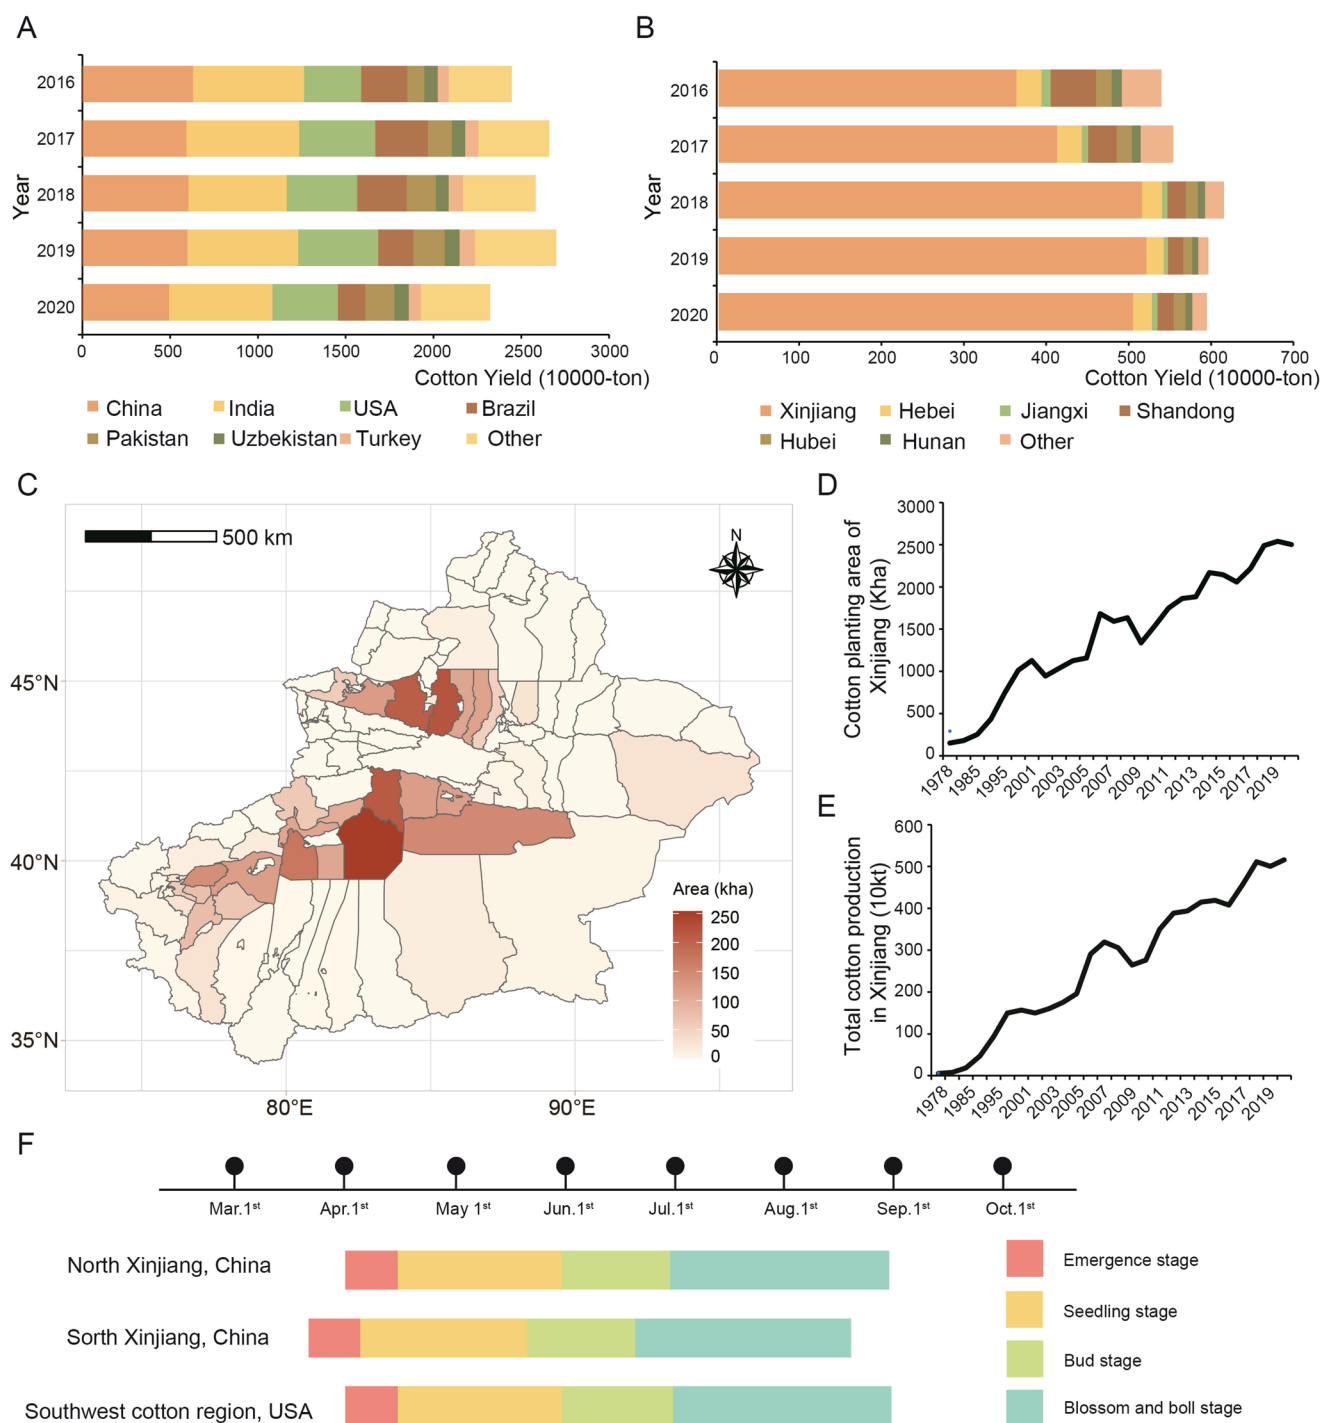 A
2016
2017
2018
2019
2020
Year
0 500 1000 1500 2000 2500 3000
Cotton Yield (10000-ton)
China India USA Brazil
Pakistan Uzbekistan Turkey Other
B
2016
2017
2018
2019
2020
Year
0 100 200 300 400 500 600 700
Cotton Yield (10000-ton)
Xinjiang Hebei Jiangxi Shandong
Hubei Hunan Other
C
500 km
N
45°N
40°N
35°N
80°E 90°E
Area (kha)
250
200
150
100
50
0
D
Cotton planting area of
Xinjiang (Kha)
3000
2500
2000
1500
1000
500
0
1978 1985 1995 2001 2003 2005 2007 2009 2011 2013 2015 2017 2019
E
Total cotton production
in Xinjiang (10kt)
600
500
400
300
200
100
0
1978 1985 1995 2001 2003 2005 2007 2009 2011 2013 2015 2017 2019
F
Mar.1st Apr.1st May 1st Jun.1st Jul.1st Aug.1st Sep.1st Oct.1st
North Xinjiang, China
Sorth Xinjiang, China
Southwest cotton region, USA
Emergence stage
Seedling stage
Bud stage
Blossom and boll stage